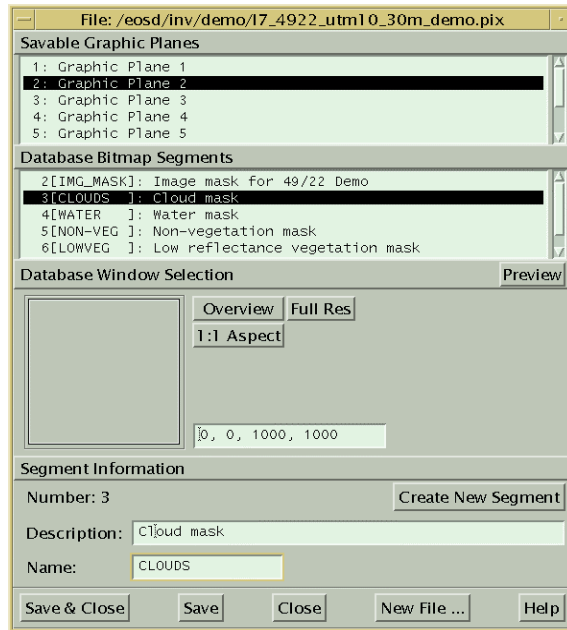 File: /eosd/inv/demo/l7_4922_utm10_30m_demo.pix
Savable Graphic Planes
1: Graphic Plane 1
2: Graphic Plane 2
3: Graphic Plane 3
4: Graphic Plane 4
5: Graphic Plane 5
Database Bitmap Segments
2[IMG_MASK]: Image mask for 49/22 Demo
3[CLOUDS  ]: Cloud mask
4[WATER   ]: Water mask
5[NON-VEG ]: Non-vegetation mask
6[LOWVEG  ]: Low reflectance vegetation mask
Database Window Selection Preview
Overview Full Res
1:1 Aspect
0, 0, 1000, 1000
Segment Information
Number: 3 Create New Segment
Description: Cloud mask
Name: CLOUDS
Save & Close Save Close New File ... Help